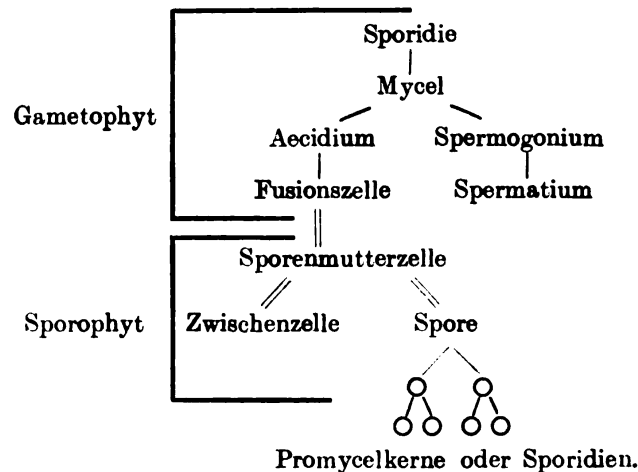 Sporidie
Mycel
Gametophyt
Aecidium Spermogonium
Fusionszelle Spermatium
Sporenmutterzelle
Sporophyt Zwischenzelle Spore
Promycelkerne oder Sporidien.